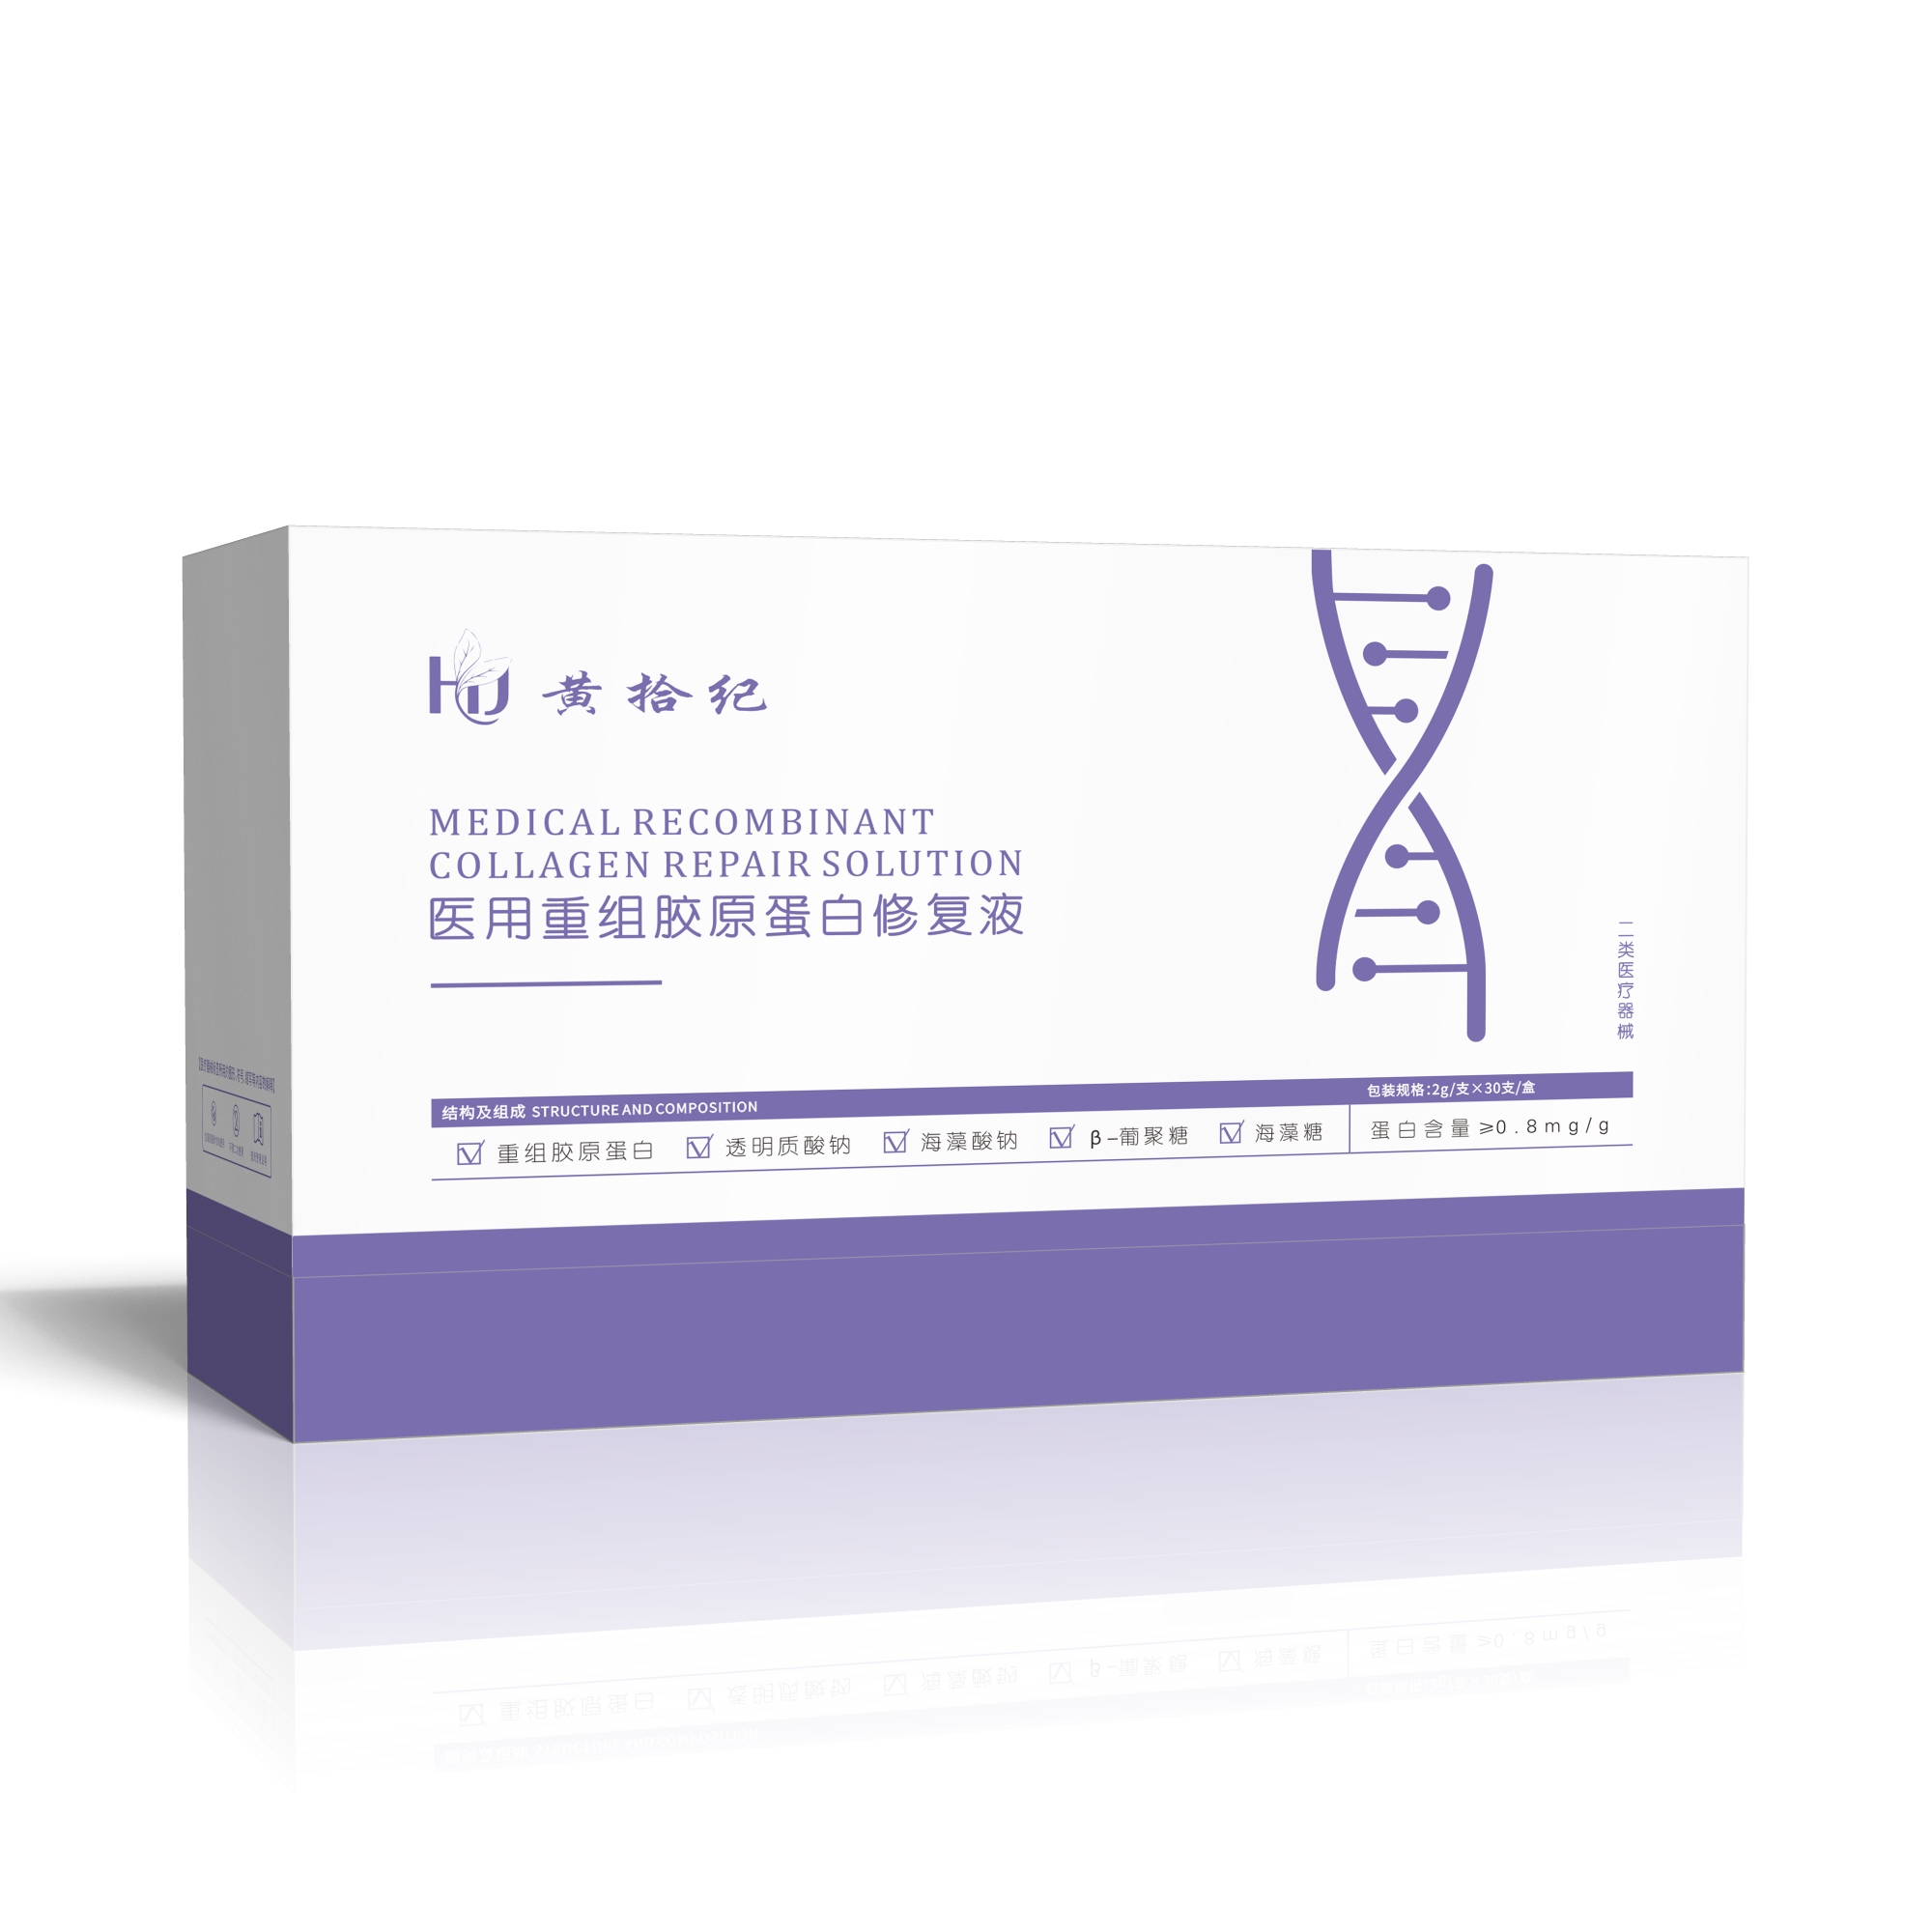 HJ 黄拾纪
MEDICAL RECOMBINANT
COLLAGEN REPAIR SOLUTION
医用重组胶原蛋白修复液
二类医疗器械
结构及组成 STRUCTURE AND COMPOSITION
包装规格:2g/支×30支/盒
重组胶原蛋白 透明质酸钠 海藻酸钠 β-葡聚糖 海藻糖
蛋白含量≥0.8mg/g